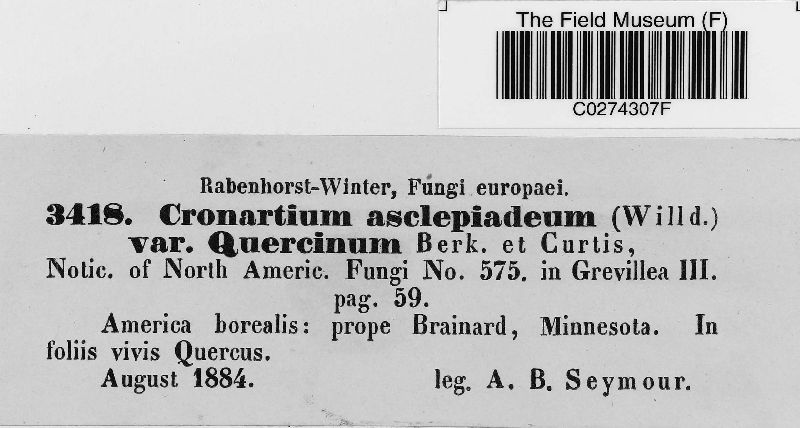 The Field Museum (F)
C0274307F
Rabenhorst-Winter, Fungi europaei.
3418. Cronartium asclepiadeum (Willd.)
var. Quercinum Berk. et Curtis,
Notic. of North Americ. Fungi No. 575. in Grevillea III.
pag. 59.
America borealis: prope Brainard, Minnesota. In
foliis vivis Quercus.
August 1884. leg. A. B. Seymour.